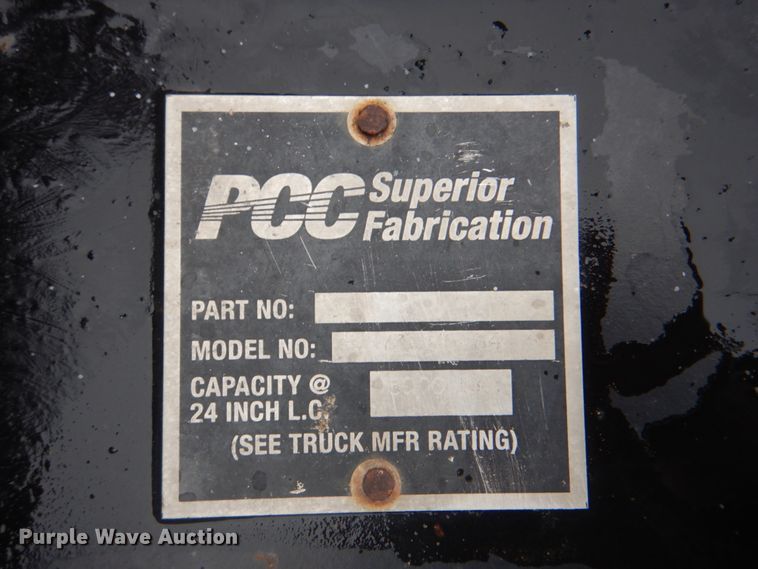 PCC Superior
Fabrication
PART NO:
MODEL NO:
CAPACITY @
24 INCH L.C.
(SEE TRUCK MFR RATING)
Purple Wave Auction